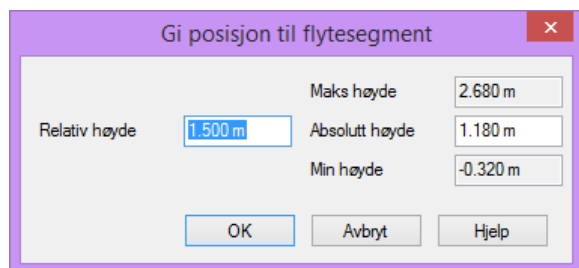 Gi posisjon til flytesegment
Maks høyde 2.680 m
Relativ høyde 1.500 m Absolutt høyde 1.180 m
Min høyde -0.320 m
OK Avbryt Hjelp